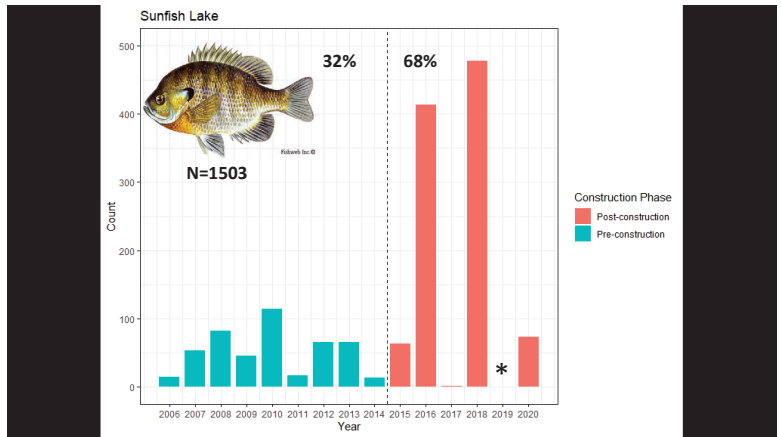 Sunfish Lake
500
400
300
200
100
0
Count
32%
68%
Fishweb Inc.©
N=1503
*
2006 2007 2008 2009 2010 2011 2012 2013 2014 2015 2016 2017 2018 2019 2020
Year
Construction Phase
Post-construction
Pre-construction